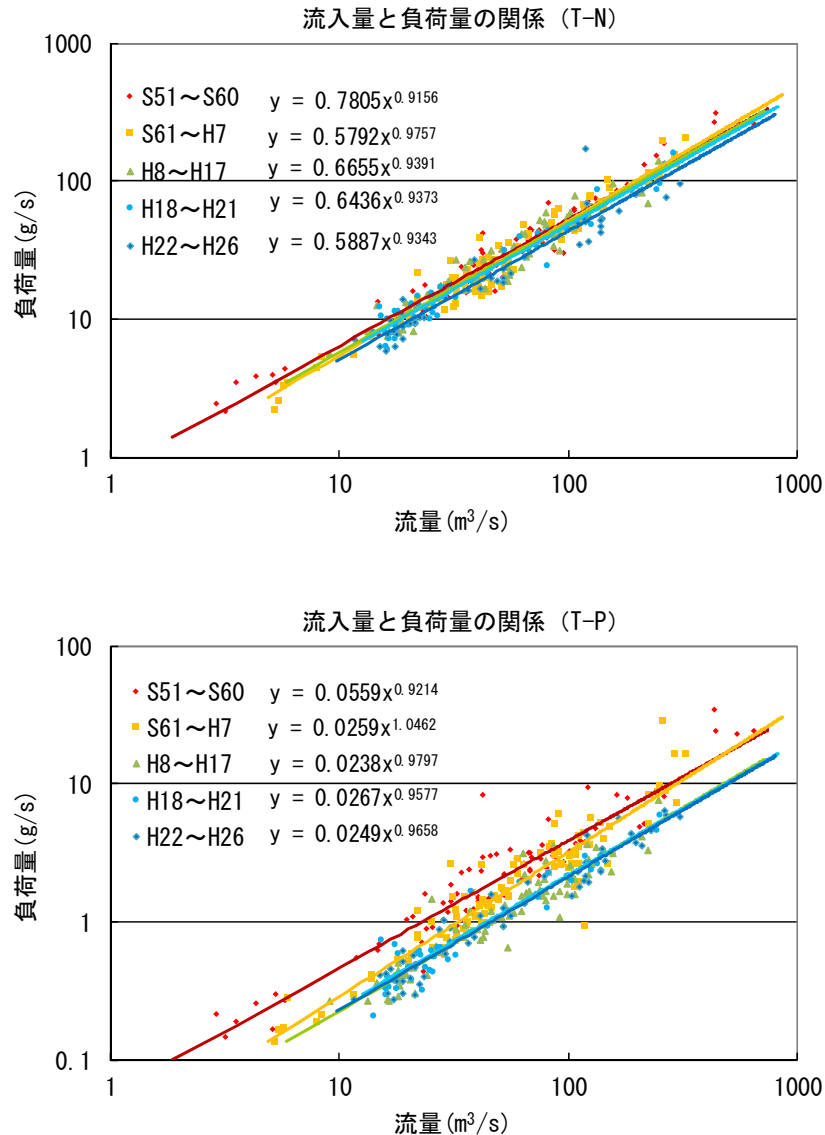 流入量と負荷量の関係 (T-N)
1000
100
10
1
負荷量(g/s)
S51～S60 y = 0.7805x^0.9156
S61～H7 y = 0.5792x^0.9757
H8～H17 y = 0.6655x^0.9391
H18～H21 y = 0.6436x^0.9373
H22～H26 y = 0.5887x^0.9343
1 10 100 1000
流量(m³/s)
流入量と負荷量の関係 (T-P)
100
10
1
0.1
負荷量(g/s)
S51～S60 y = 0.0559x^0.9214
S61～H7 y = 0.0259x^1.0462
H8～H17 y = 0.0238x^0.9797
H18～H21 y = 0.0267x^0.9577
H22～H26 y = 0.0249x^0.9658
1 10 100 1000
流量(m³/s)